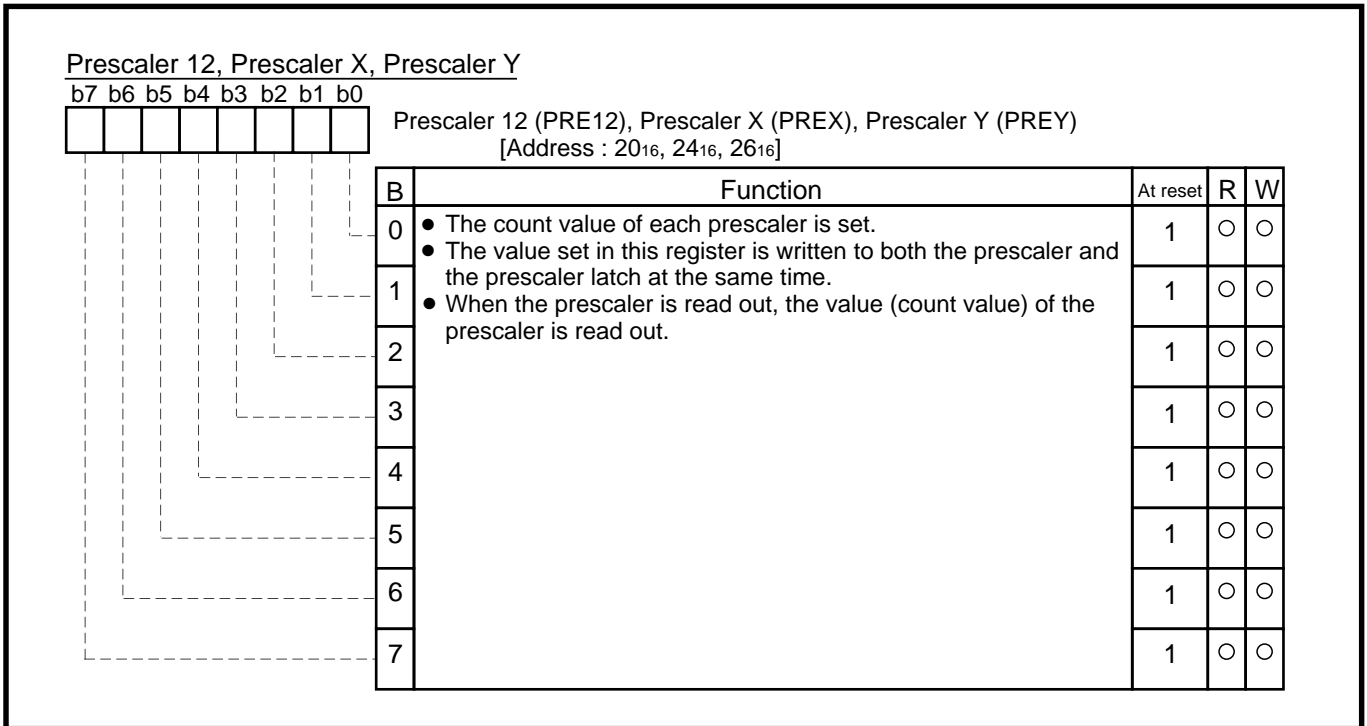 Prescaler 12, Prescaler X, Prescaler Y
b7 b6 b5 b4 b3 b2 b1 b0
Prescaler 12 (PRE12), Prescaler X (PREX), Prescaler Y (PREY)
[Address : 20₁₆, 24₁₆, 26₁₆]
B Function At reset R W
0 ● The count value of each prescaler is set. 1 ○ ○
● The value set in this register is written to both the prescaler and
the prescaler latch at the same time.
1 1 ○ ○
● When the prescaler is read out, the value (count value) of the
prescaler is read out.
2 1 ○ ○
3 1 ○ ○
4 1 ○ ○
5 1 ○ ○
6 1 ○ ○
7 1 ○ ○